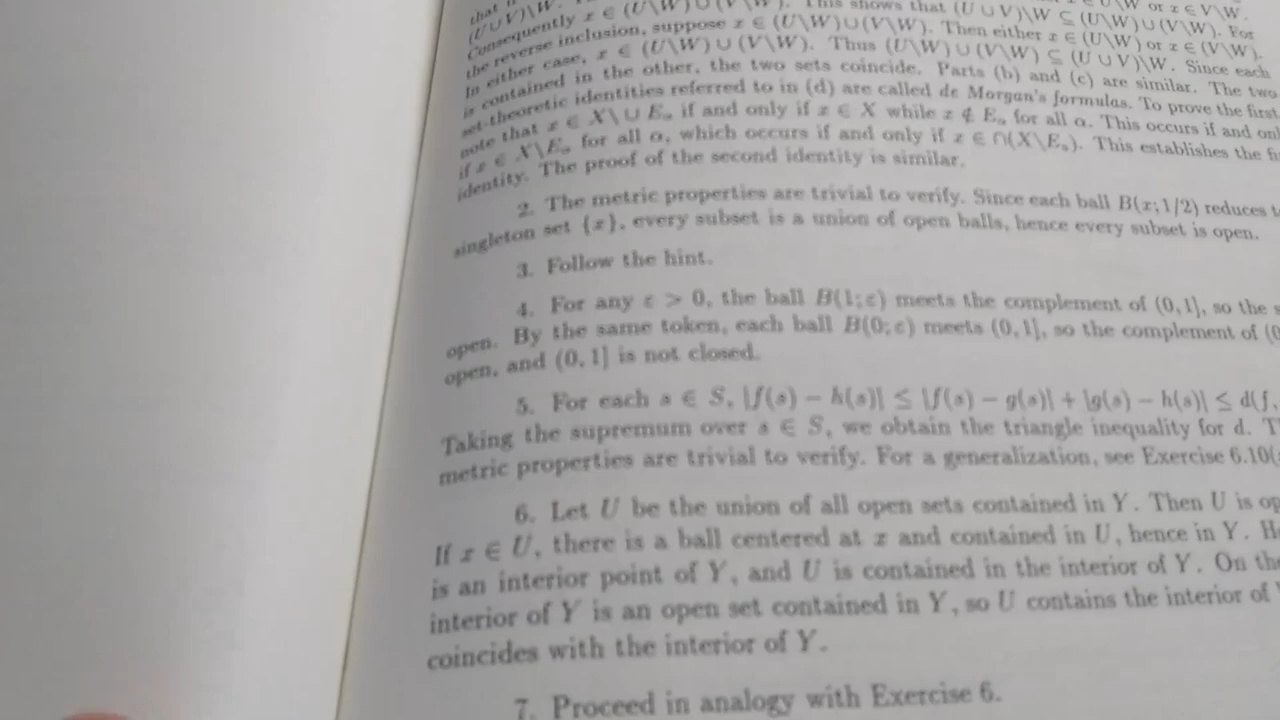 (U∪V)\W.
Consequently x ∈ (U\W) ∪ (V\W). This shows that (U ∪ V)\W ⊆ (U\W) ∪ (V\W). For
the reverse inclusion, suppose x ∈ (U\W)∪(V\W). Then either x ∈ (U\W) or x ∈ (V\W).
In either case, x ∈ (U\W) ∪ (V\W). Thus (U\W) ∪ (V\W) ⊆ (U ∪ V)\W. Since each
is contained in the other, the two sets coincide. Parts (b) and (c) are similar. The two
set-theoretic identities referred to in (d) are called de Morgan's formulas. To prove the first
note that x ∈ X\ ∪ Eα if and only if x ∈ X while x ∉ Eα for all α. This occurs if and
if x ∈ X\Eα for all α, which occurs if and only if x ∈ ∩(X\Eα). This establishes the
identity. The proof of the second identity is similar.
2. The metric properties are trivial to verify. Since each ball B(x;1/2) reduces
singleton set {x}, every subset is a union of open balls, hence every subset is open.
3. Follow the hint.
4. For any ε > 0, the ball B(1;ε) meets the complement of (0,1], so the
open. By the same token, each ball B(0;ε) meets (0,1], so the complement of
open, and (0,1] is not closed.
5. For each s ∈ S, |f(s) − h(s)| ≤ |f(s) − g(s)| + |g(s) − h(s)| ≤ d(f,
Taking the supremum over s ∈ S, we obtain the triangle inequality for d.
metric properties are trivial to verify. For a generalization, see Exercise 6.10(
6. Let U be the union of all open sets contained in Y. Then U is
If x ∈ U, there is a ball centered at x and contained in U, hence in Y.
is an interior point of Y, and U is contained in the interior of Y. On
interior of Y is an open set contained in Y, so U contains the interior of
coincides with the interior of Y.
7. Proceed in analogy with Exercise 6.